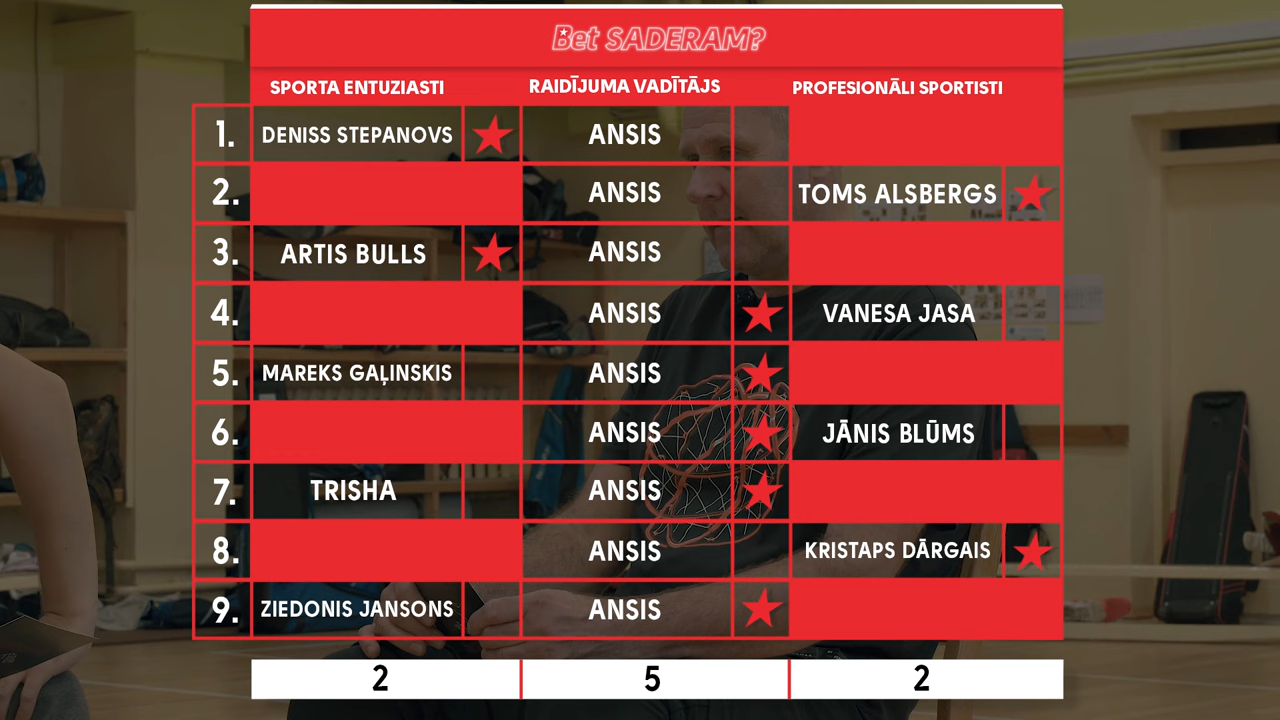 Bet SADERAM?
SPORTA ENTUZIASTI RAIDĪJUMA VADĪTĀJS PROFESIONĀLI SPORTISTI
1. DENISS STEPANOVS ANSIS
2. ANSIS TOMS ALSBERGS
3. ARTIS BULLS ANSIS
4. ANSIS VANESA JASA
5. MAREKS GAĻINSKIS ANSIS
6. ANSIS JĀNIS BLŪMS
7. TRISHA ANSIS
8. ANSIS KRISTAPS DĀRGAIS
9. ZIEDONIS JANSONS ANSIS
2 5 2